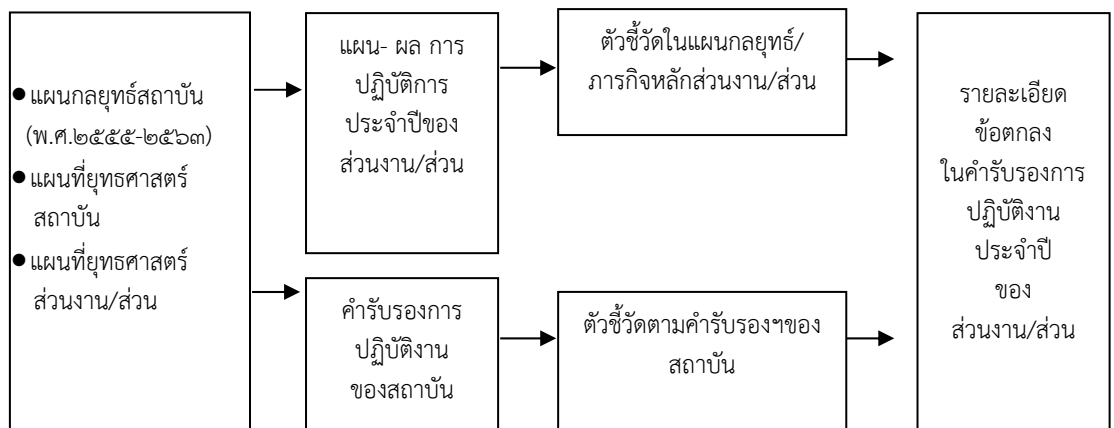 ● แผนกลยุทธ์สถาบัน
(พ.ศ.๒๕๕๕-๒๕๖๓)
● แผนที่ยุทธศาสตร์
สถาบัน
● แผนที่ยุทธศาสตร์
ส่วนงาน/ส่วน
แผน- ผล การ
ปฏิบัติการ
ประจำปีของ
ส่วนงาน/ส่วน
ตัวชี้วัดในแผนกลยุทธ์/
ภารกิจหลักส่วนงาน/ส่วน
คำรับรองการ
ปฏิบัติงาน
ของสถาบัน
ตัวชี้วัดตามคำรับรองฯของ
สถาบัน
รายละเอียด
ข้อตกลง
ในคำรับรองการ
ปฏิบัติงาน
ประจำปี
ของ
ส่วนงาน/ส่วน